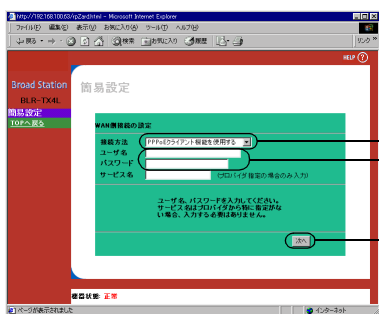 http://192.168.100.63/ipZard.html - Microsoft Internet Explorer
ファイル(F) 編集(E) 表示(V) お気に入り(A) ツール(T) ヘルプ(H)
戻る 検索 お気に入り 履歴 リンク
HELP ?
Broad Station
BLR-TX4L
簡易設定
TOPへ戻る
簡易設定
WAN側接続の設定
接続方法 PPPoEクライアント機能を使用する
ユーザ名
パスワード
サービス名 (プロバイダ指定の場合のみ入力)
ユーザ名、パスワードを入力してください。
サービス名はプロバイダから特に指定がな
い場合、入力する必要はありません。
次へ
機器状態: 正常
ページが表示されました インターネット